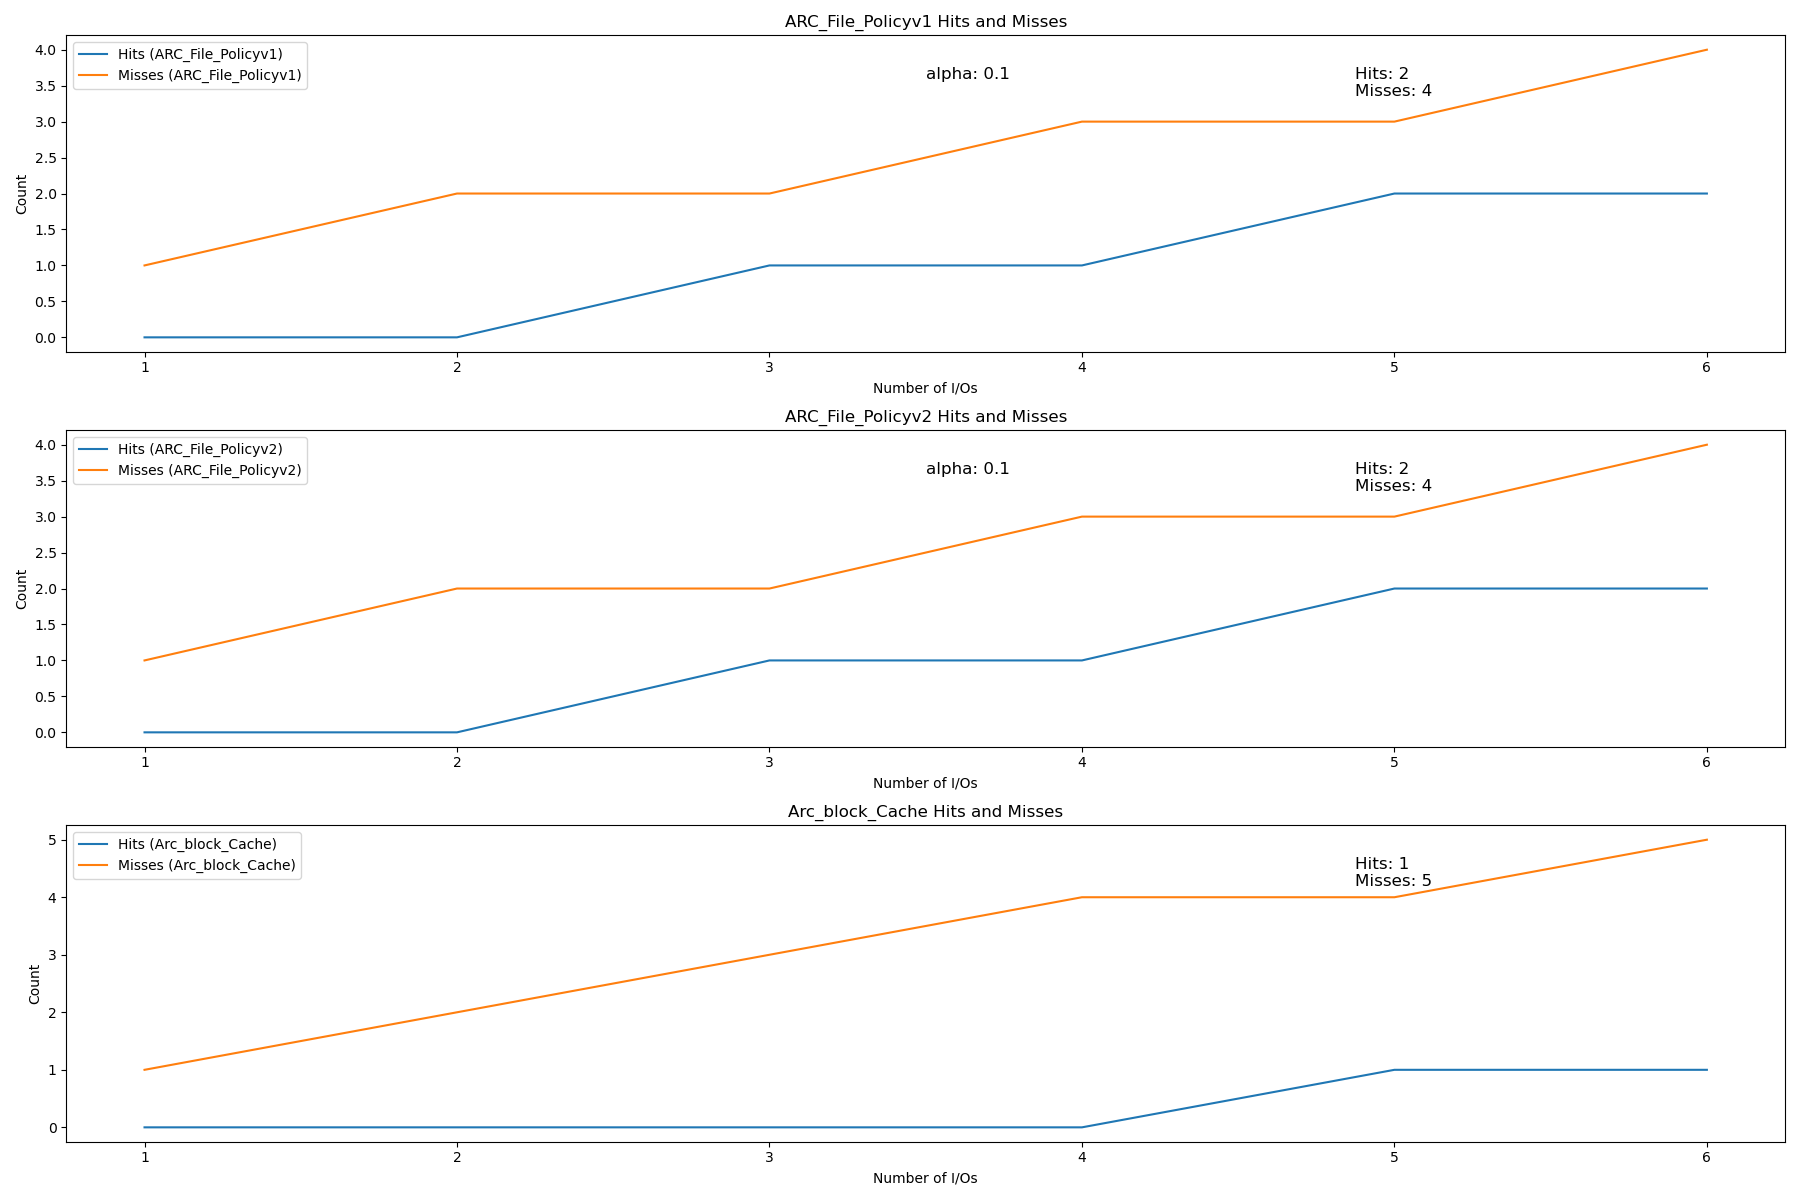 ARC_File_Policyv1 Hits and Misses
Hits (ARC_File_Policyv1)
Misses (ARC_File_Policyv1)
alpha: 0.1
Hits: 2
Misses: 4
Count
4.0
3.5
3.0
2.5
2.0
1.5
1.0
0.5
0.0
1 2 3 4 5 6
Number of I/Os
ARC_File_Policyv2 Hits and Misses
Hits (ARC_File_Policyv2)
Misses (ARC_File_Policyv2)
alpha: 0.1
Hits: 2
Misses: 4
Count
4.0
3.5
3.0
2.5
2.0
1.5
1.0
0.5
0.0
1 2 3 4 5 6
Number of I/Os
Arc_block_Cache Hits and Misses
Hits (Arc_block_Cache)
Misses (Arc_block_Cache)
Hits: 1
Misses: 5
Count
5
4
3
2
1
0
1 2 3 4 5 6
Number of I/Os